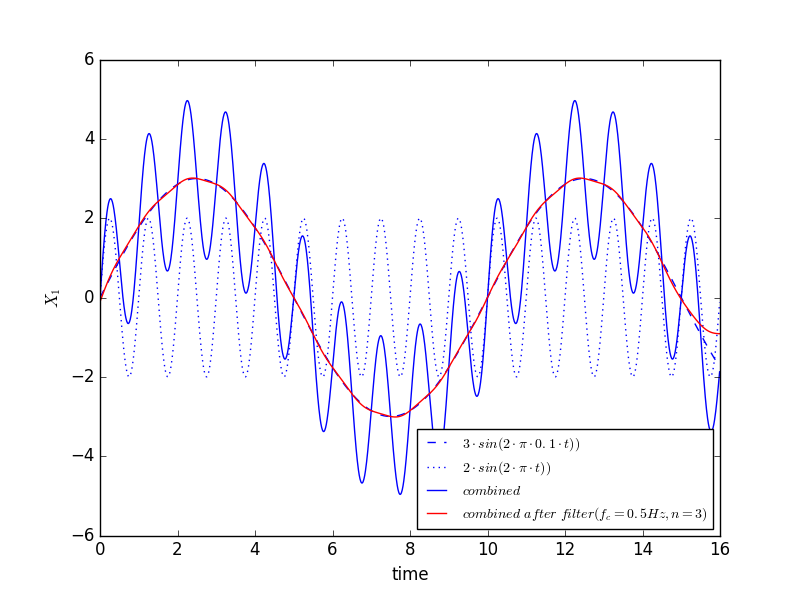 6
4
2
0
−2
−4
−6
X₁
0 2 4 6 8 10 12 14 16
time
3·sin(2·π·0.1·t))
2·sin(2·π·t))
combined
combined after filter(f_c=0.5Hz,n=3)